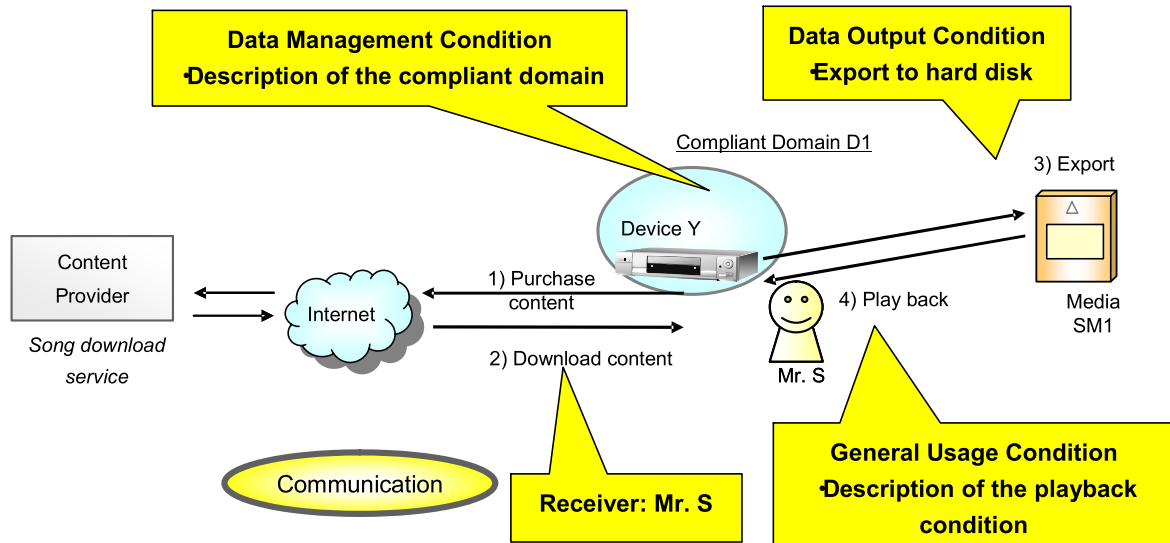 Data Management Condition
•Description of the compliant domain
Data Output Condition
•Export to hard disk
Compliant Domain D1
3) Export
Device Y
Content
Provider
1) Purchase
content
Internet
4) Play back
Media
SM1
Song download
service
2) Download content
Mr. S
Communication
Receiver: Mr. S
General Usage Condition
•Description of the playback
condition